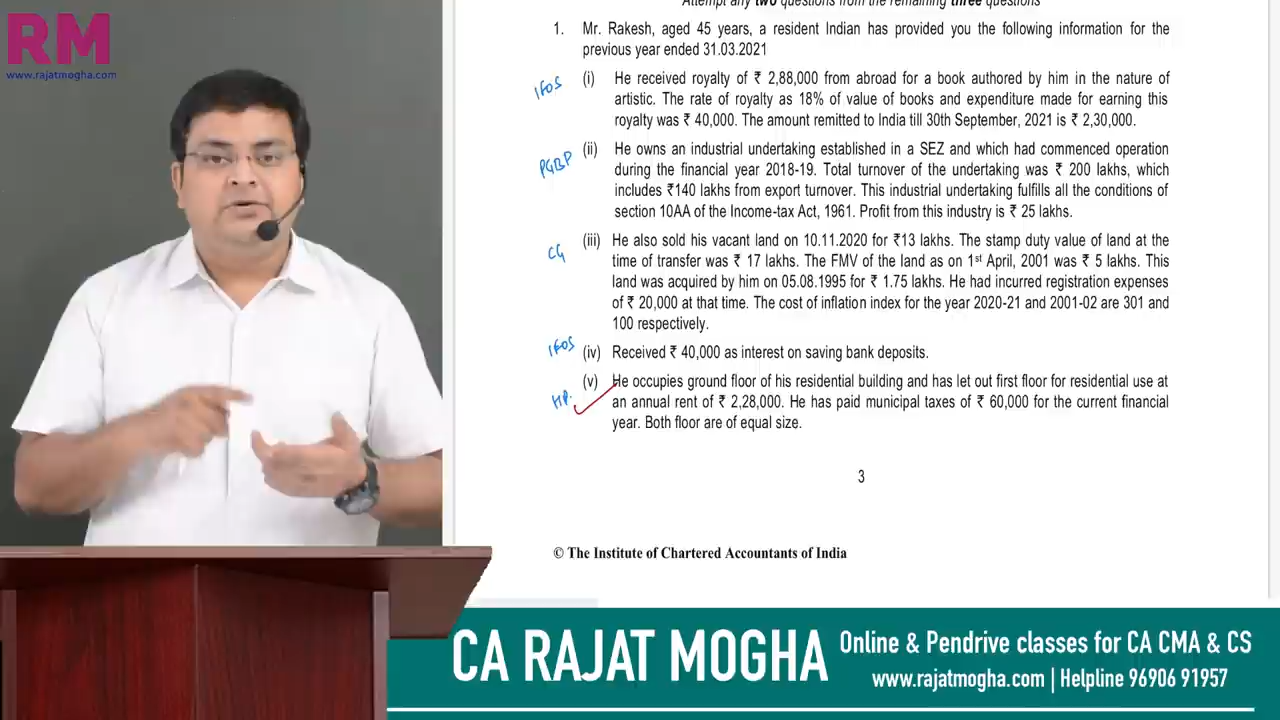 RM
www.rajatmogha.com
Attempt any two questions from the remaining three questions
1. Mr. Rakesh, aged 45 years, a resident Indian has provided you the following information for the
previous year ended 31.03.2021
IFOS (i) He received royalty of ₹ 2,88,000 from abroad for a book authored by him in the nature of
artistic. The rate of royalty as 18% of value of books and expenditure made for earning this
royalty was ₹ 40,000. The amount remitted to India till 30th September, 2021 is ₹ 2,30,000.
PGBP (ii) He owns an industrial undertaking established in a SEZ and which had commenced operation
during the financial year 2018-19. Total turnover of the undertaking was ₹ 200 lakhs, which
includes ₹140 lakhs from export turnover. This industrial undertaking fulfills all the conditions of
section 10AA of the Income-tax Act, 1961. Profit from this industry is ₹ 25 lakhs.
CG (iii) He also sold his vacant land on 10.11.2020 for ₹13 lakhs. The stamp duty value of land at the
time of transfer was ₹ 17 lakhs. The FMV of the land as on 1st April, 2001 was ₹ 5 lakhs. This
land was acquired by him on 05.08.1995 for ₹ 1.75 lakhs. He had incurred registration expenses
of ₹ 20,000 at that time. The cost of inflation index for the year 2020-21 and 2001-02 are 301 and
100 respectively.
IFOS (iv) Received ₹ 40,000 as interest on saving bank deposits.
HP. (v) He occupies ground floor of his residential building and has let out first floor for residential use at
an annual rent of ₹ 2,28,000. He has paid municipal taxes of ₹ 60,000 for the current financial
year. Both floor are of equal size.
3
© The Institute of Chartered Accountants of India
CA RAJAT MOGHA
Online & Pendrive classes for CA CMA & CS
www.rajatmogha.com | Helpline 96906 91957